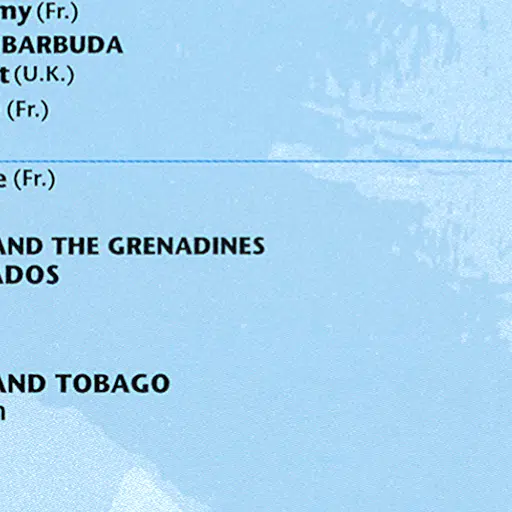 my (Fr.)
BARBUDA
t (U.K.)
(Fr.)
e (Fr.)
AND THE GRENADINES
ADOS
AND TOBAGO
n